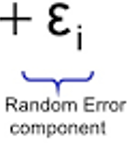 + εᵢ
Random Error
component